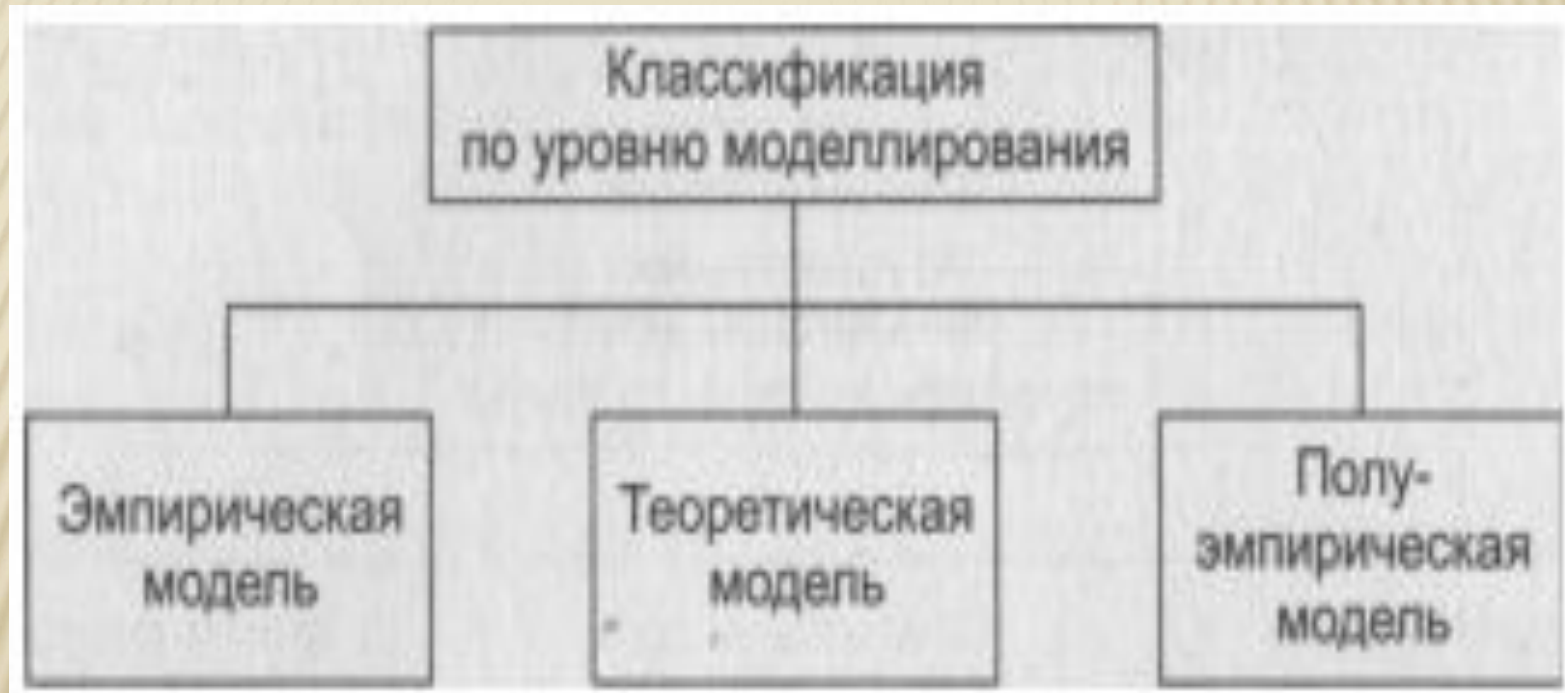 Классификация
по уровню моделлирования
Эмпирическая
модель
Теоретическая
модель
Полу-
эмпирическая
модель